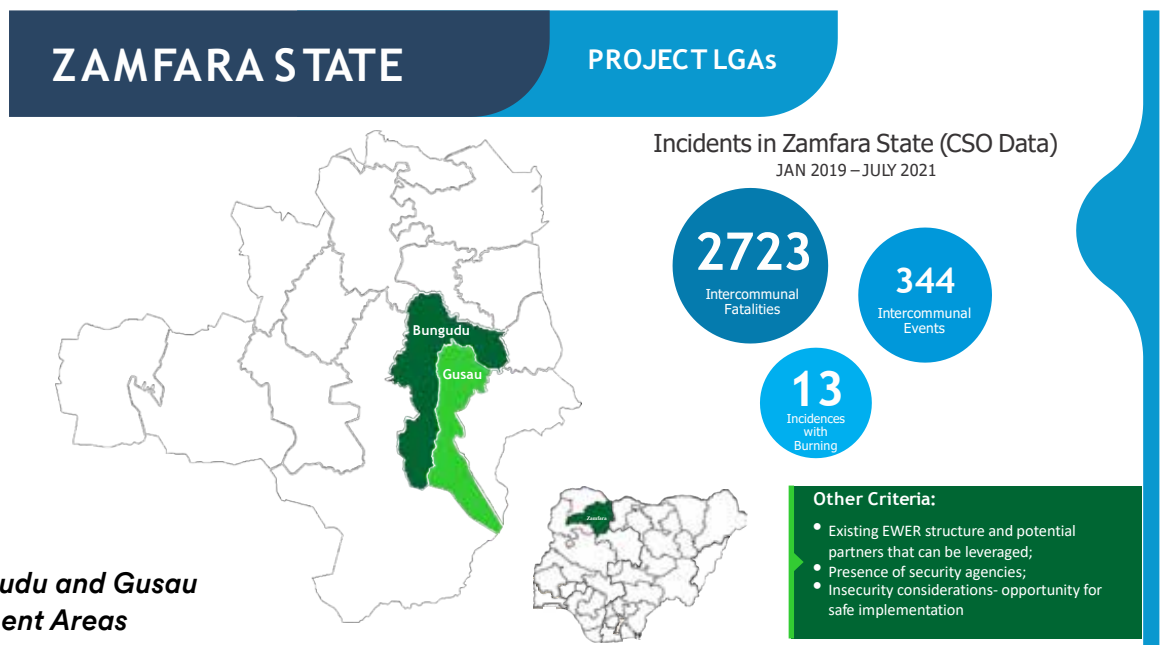 ZAMFARA STATE
PROJECT LGAs
Incidents in Zamfara State (CSO Data)
JAN 2019 – JULY 2021
2723
Intercommunal
Fatalities
344
Intercommunal
Events
13
Incidences
with
Burning
Bungudu
Gusau
Zamfara
Other Criteria:
• Existing EWER structure and potential
partners that can be leveraged;
• Presence of security agencies;
• Insecurity considerations- opportunity for
safe implementation
udu and Gusau
ent Areas